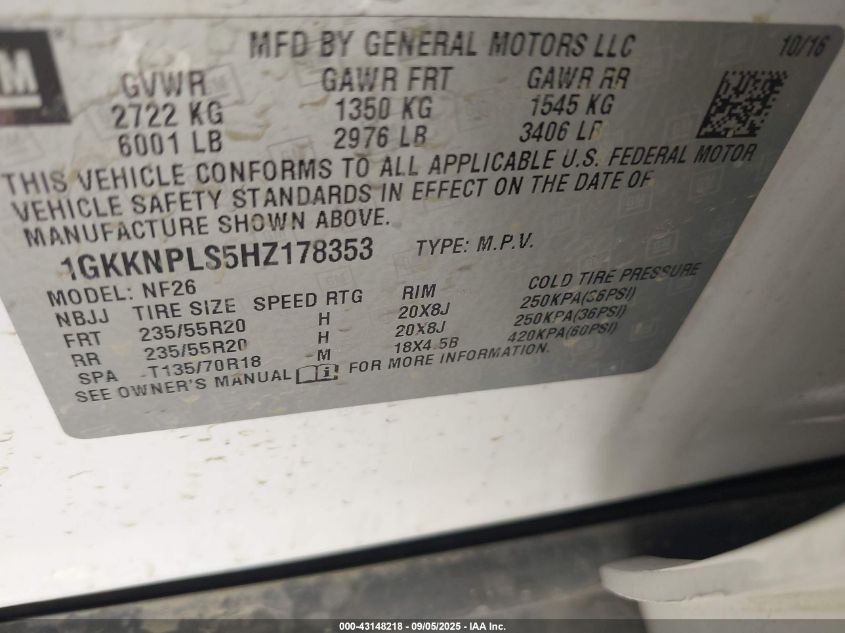 GM
MFD BY GENERAL MOTORS LLC 10/16
GVWR GAWR FRT GAWR RR
2722 KG 1350 KG 1545 KG
6001 LB 2976 LB 3406 LB
THIS VEHICLE CONFORMS TO ALL APPLICABLE U.S. FEDERAL MOTOR
VEHICLE SAFETY STANDARDS IN EFFECT ON THE DATE OF
MANUFACTURE SHOWN ABOVE.
1GKKNPLS5HZ178353 TYPE: M.P.V.
MODEL: NF26
NBJJ TIRE SIZE SPEED RTG RIM COLD TIRE PRESSURE
FRT 235/55R20 H 20X8J 250KPA(36PSI)
RR 235/55R20 H 20X8J 250KPA(36PSI)
SPA T135/70R18 M 18X4.5B 420KPA(60PSI)
SEE OWNER'S MANUAL FOR MORE INFORMATION.
000-43148218 - 09/05/2025 - IAA Inc.